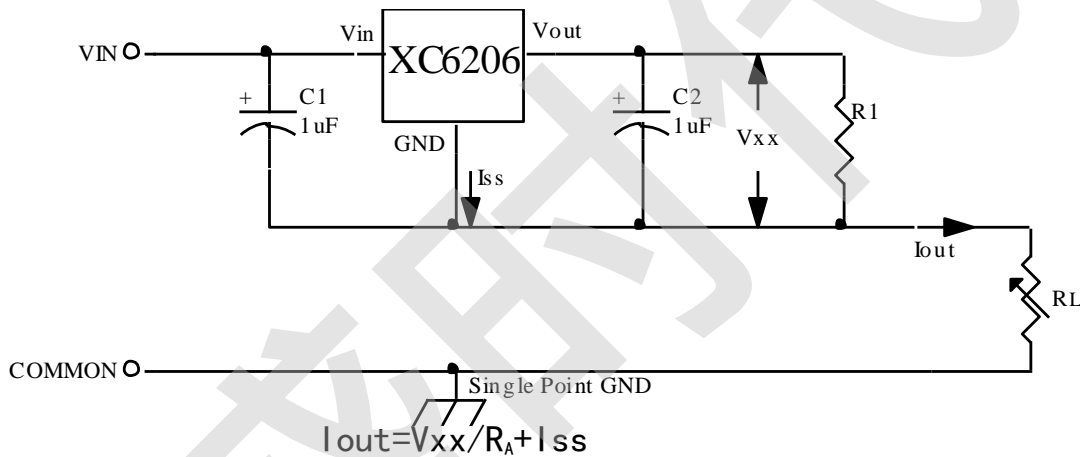 VIN
Vin
XC6206
Vout
+
C1
1uF
GND
Iss
+
C2
1uF
Vxx
R1
Iout
RL
COMMON
Single Point GND
Iout=Vxx/RA+Iss